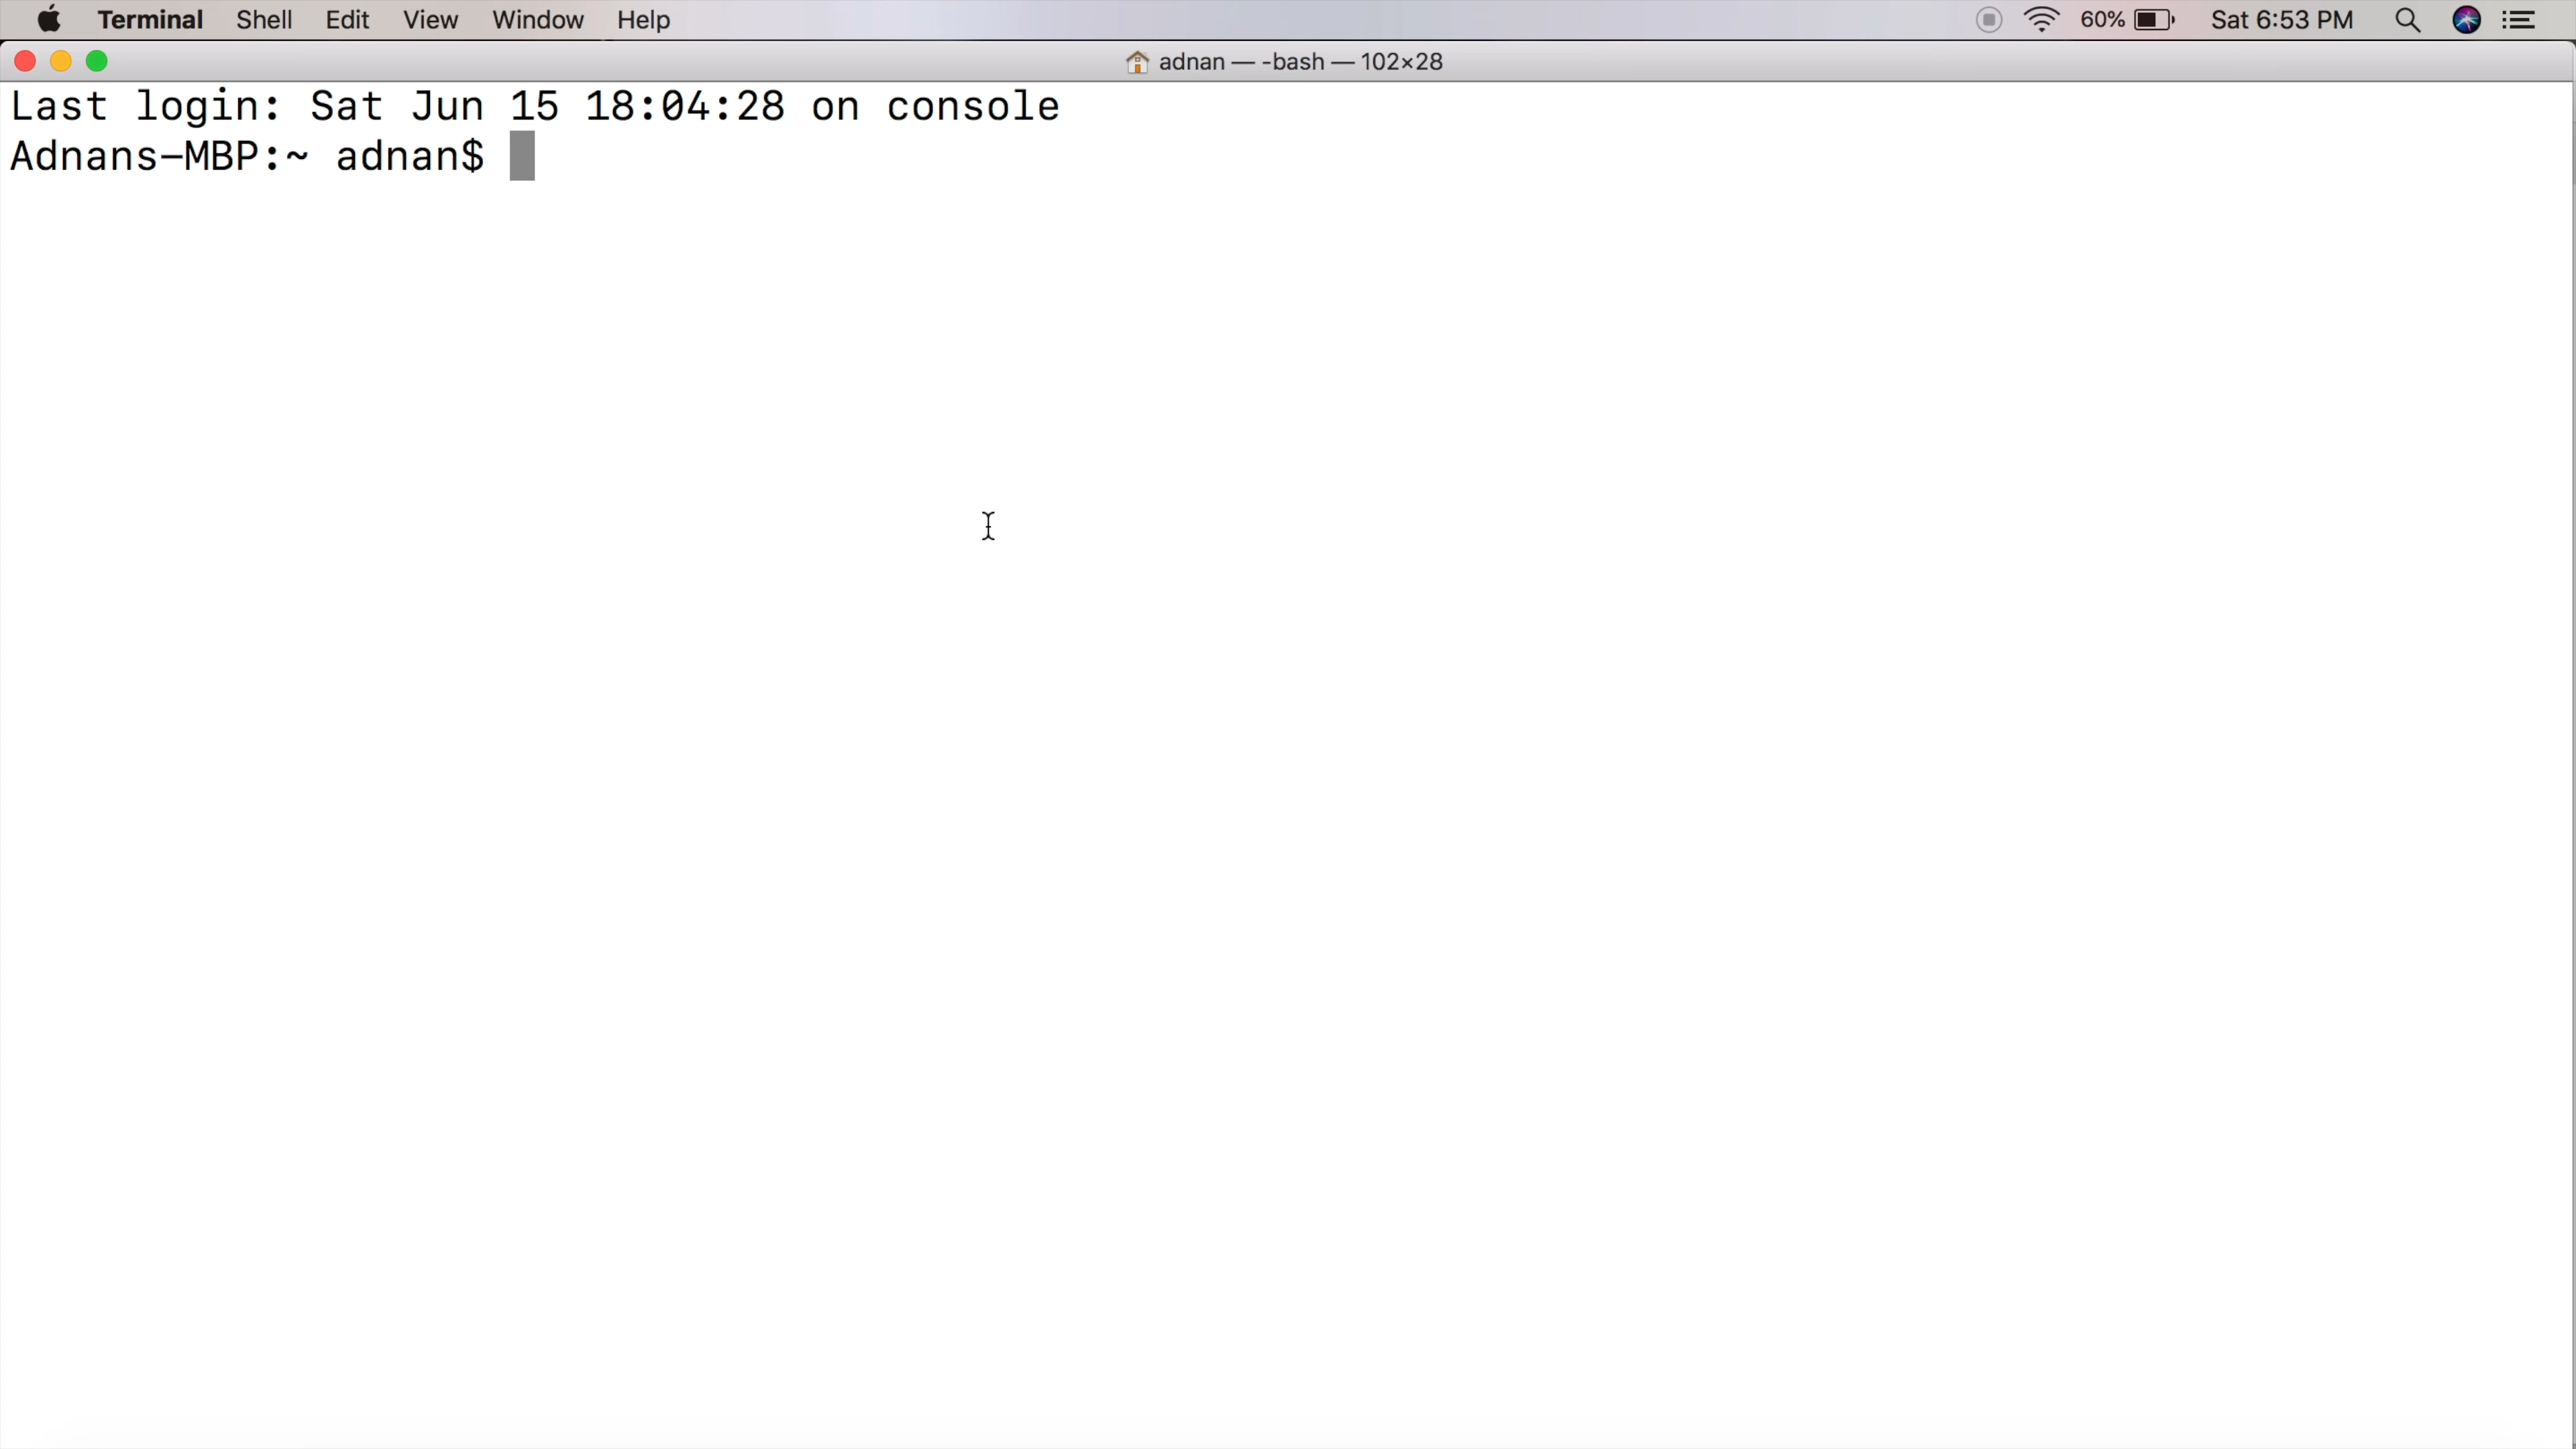 Terminal Shell Edit View Window Help 60% Sat 6:53 PM
adnan — -bash — 102×28
Last login: Sat Jun 15 18:04:28 on console
Adnans-MBP:~ adnan$